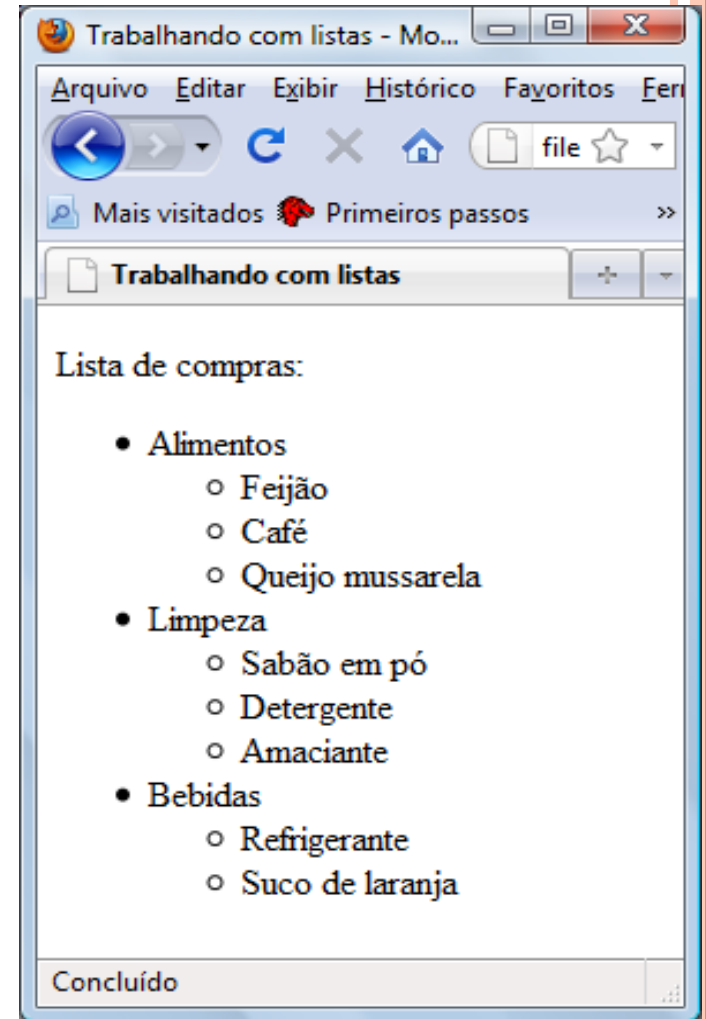 Trabalhando com listas - Mo...
Arquivo Editar Exibir Histórico Favoritos Ferr
file
Mais visitados Primeiros passos »
Trabalhando com listas
Lista de compras:
Alimentos
Feijão
Café
Queijo mussarela
Limpeza
Sabão em pó
Detergente
Amaciante
Bebidas
Refrigerante
Suco de laranja
Concluído